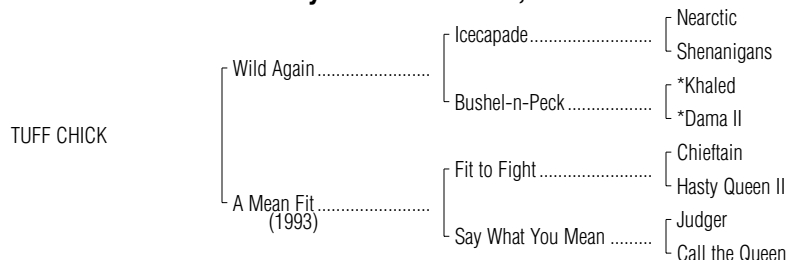 Nearctic
Icecapade
Shenanigans
Wild Again
*Khaled
Bushel-n-Peck
*Dama II
TUFF CHICK
Chieftain
Fit to Fight
Hasty Queen II
A Mean Fit
(1993)
Judger
Say What You Mean
Call the Queen